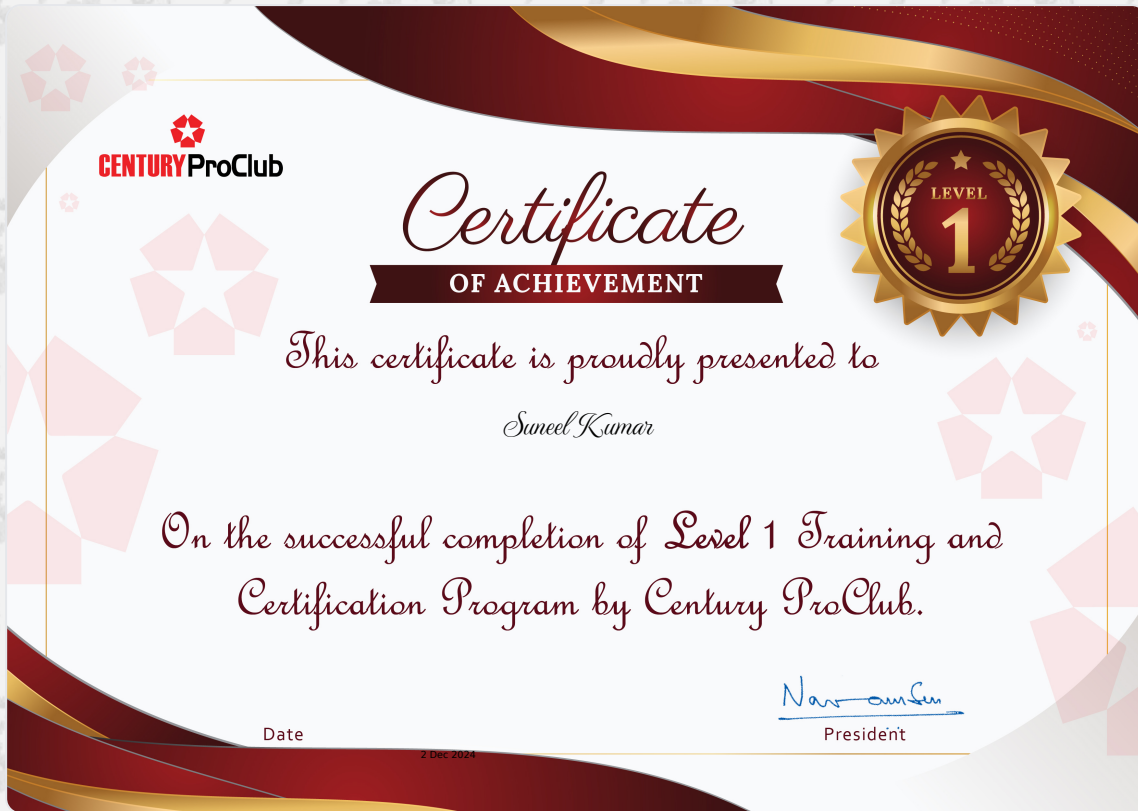 CENTURY ProClub
LEVEL
1
Certificate
OF ACHIEVEMENT
This certificate is proudly presented to
Suneel Kumar
On the successful completion of Level 1 Training and
Certification Program by Century ProClub.
Date
President
2 Dec 2024